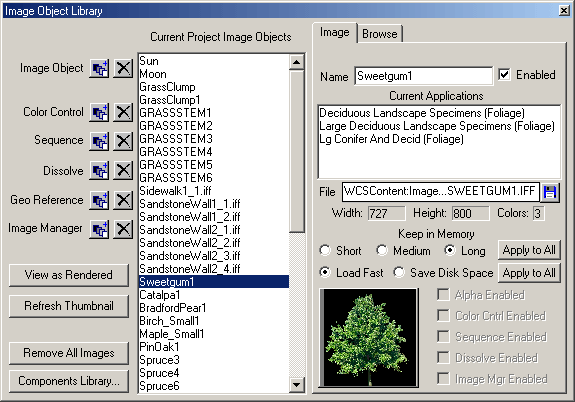 Image Object Library
Current Project Image Objects
Image Object
Color Control
Sequence
Dissolve
Geo Reference
Image Manager
View as Rendered
Refresh Thumbnail
Remove All Images
Components Library...
Sun
Moon
GrassClump
GrassClump1
GRASSSTEM1
GRASSSTEM2
GRASSSTEM3
GRASSSTEM4
GRASSSTEM5
GRASSSTEM6
Sidewalk1_1.iff
SandstoneWall1_1.iff
SandstoneWall2_1.iff
SandstoneWall2_2.iff
SandstoneWall2_3.iff
SandstoneWall2_4.iff
Sweetgum1
Catalpa1
BradfordPear1
Birch_Small1
Maple_Small1
PinOak1
Spruce3
Spruce4
Spruce6
Image Browse
Name Sweetgum1 Enabled
Current Applications
Deciduous Landscape Specimens (Foliage)
Large Deciduous Landscape Specimens (Foliage)
Lg Conifer And Decid (Foliage)
File WCSContent:Image...SWEETGUM1.IFF
Width: 727 Height: 800 Colors: 3
Keep in Memory
Short Medium Long Apply to All
Load Fast Save Disk Space Apply to All
Alpha Enabled
Color Cntrl Enabled
Sequence Enabled
Dissolve Enabled
Image Mgr Enabled